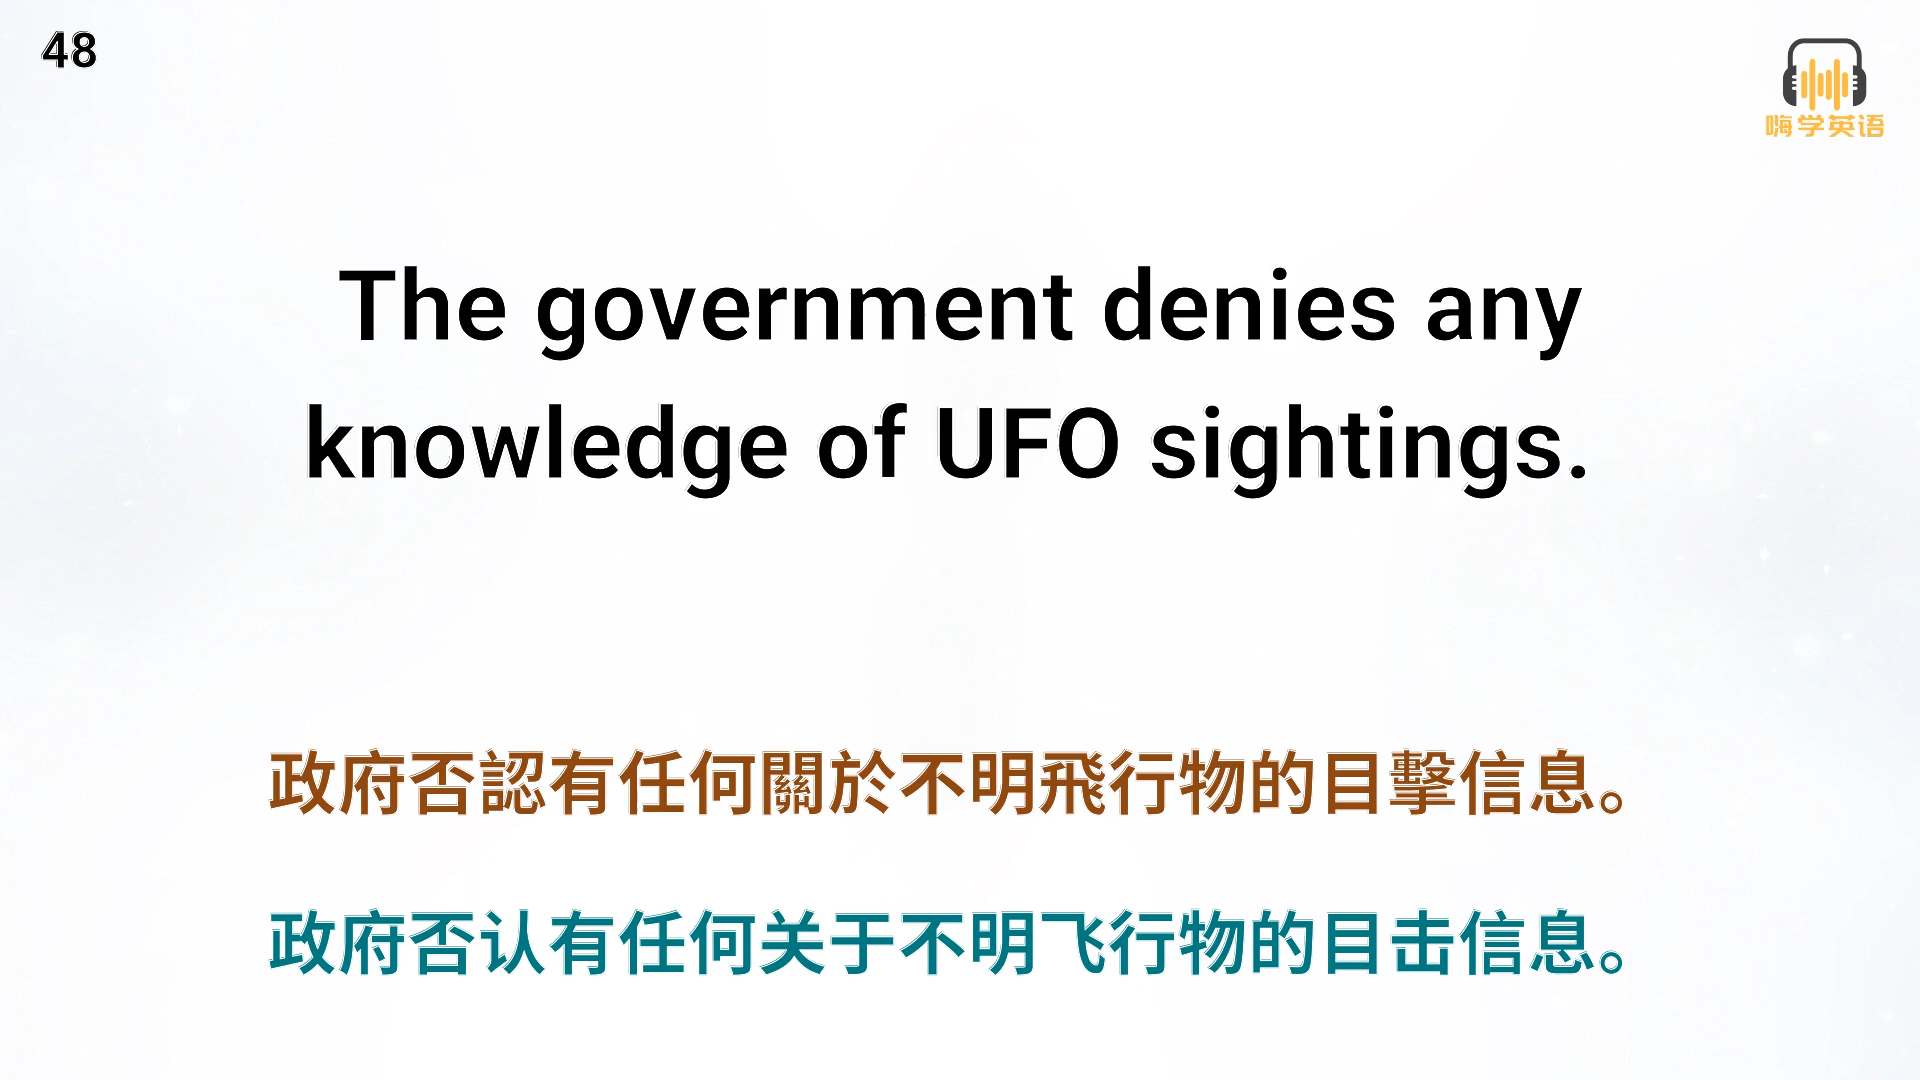 48
嗨学英语
The government denies any
knowledge of UFO sightings.
政府否認有任何關於不明飛行物的目擊信息。
政府否认有任何关于不明飞行物的目击信息。